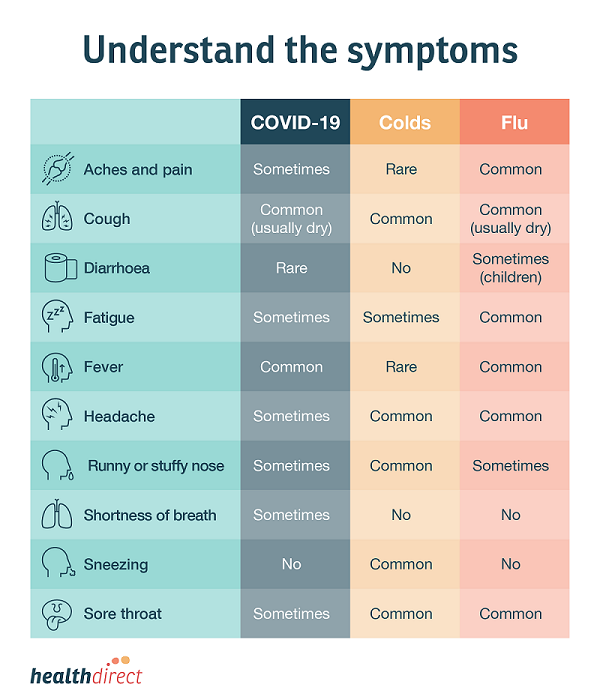 Understand the symptoms
COVID-19 Colds Flu
Aches and pain Sometimes Rare Common
Cough Common (usually dry) Common Common (usually dry)
Diarrhoea Rare No Sometimes (children)
Fatigue Sometimes Sometimes Common
Fever Common Rare Common
Headache Sometimes Common Common
Runny or stuffy nose Sometimes Common Sometimes
Shortness of breath Sometimes No No
Sneezing No Common No
Sore throat Sometimes Common Common
healthdirect